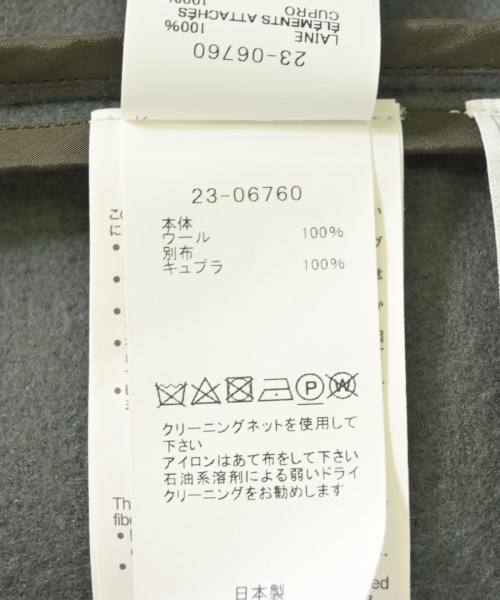 23-06760
LAINE 100%
ÉLÉMENTS ATTACHÉS
CUPRO 100%
23-06760
本体
ウール 100%
別布
キュプラ 100%
P
W
クリーニングネットを使用して
下さい
アイロンはあて布をして下さい
石油系溶剤による弱いドライ
クリーニングをお勧めします
日本製